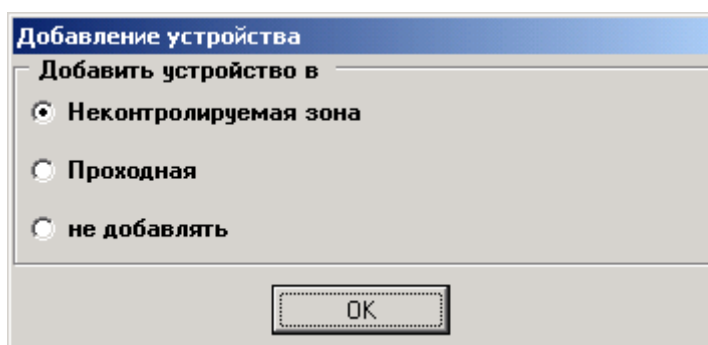 Добавление устройства
Добавить устройство в
Неконтролируемая зона
Проходная
не добавлять
OK